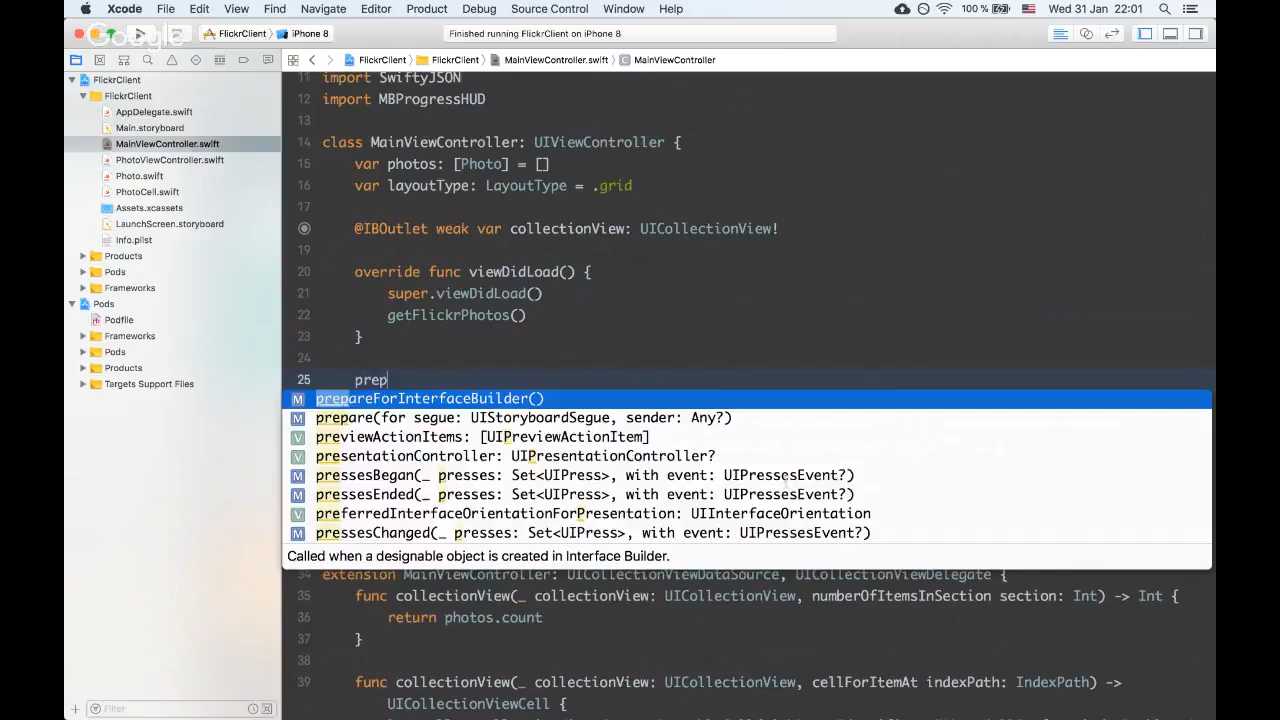 Xcode File Edit View Find Navigate Editor Product Debug Source Control Window Help 100 % Wed 31 Jan 22:01
Google
FlickrClient iPhone 8 Finished running FlickrClient on iPhone 8
FlickrClient FlickrClient MainViewController.swift C MainViewController
FlickrClient
FlickrClient
AppDelegate.swift
Main.storyboard
MainViewController.swift
PhotoViewController.swift
Photo.swift
PhotoCell.swift
Assets.xcassets
LaunchScreen.storyboard
Info.plist
Products
Pods
Frameworks
Pods
Podfile
Frameworks
Pods
Products
Targets Support Files
Filter
11 import SwiftyJSON
12 import MBProgressHUD
13
14 class MainViewController: UIViewController {
15 var photos: [Photo] = []
16 var layoutType: LayoutType = .grid
17
18 @IBOutlet weak var collectionView: UICollectionView!
19
20 override func viewDidLoad() {
21 super.viewDidLoad()
22 getFlickrPhotos()
23 }
24
25 prep
M prepareForInterfaceBuilder()
M prepare(for segue: UIStoryboardSegue, sender: Any?)
V previewActionItems: [UIPreviewActionItem]
V presentationController: UIPresentationController?
M pressesBegan(_ presses: Set<UIPress>, with event: UIPressesEvent?)
M pressesEnded(_ presses: Set<UIPress>, with event: UIPressesEvent?)
V preferredInterfaceOrientationForPresentation: UIInterfaceOrientation
M pressesChanged(_ presses: Set<UIPress>, with event: UIPressesEvent?)
Called when a designable object is created in Interface Builder.
34 extension MainViewController: UICollectionViewDataSource, UICollectionViewDelegate {
35 func collectionView(_ collectionView: UICollectionView, numberOfItemsInSection section: Int) -> Int {
36 return photos.count
37 }
38
39 func collectionView(_ collectionView: UICollectionView, cellForItemAt indexPath: IndexPath) ->
UICollectionViewCell {